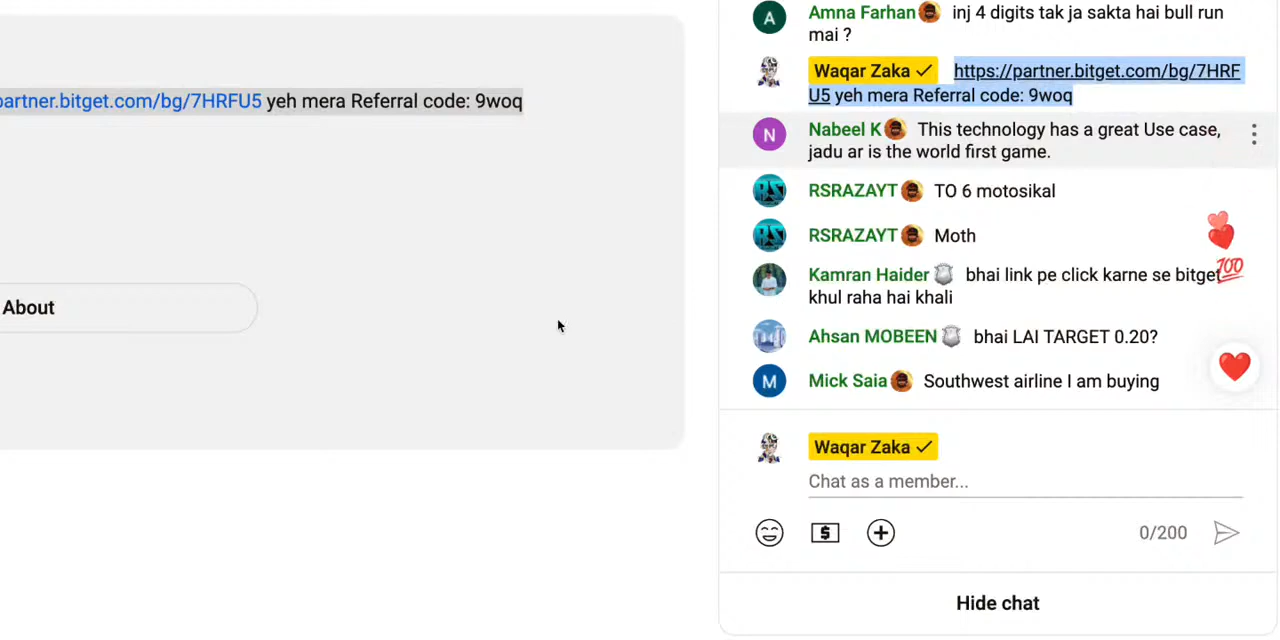 partner.bitget.com/bg/7HRFU5 yeh mera Referral code: 9woq
About
Amna Farhan inj 4 digits tak ja sakta hai bull run
mai ?
Waqar Zaka https://partner.bitget.com/bg/7HRF
U5 yeh mera Referral code: 9woq
Nabeel K This technology has a great Use case,
jadu ar is the world first game.
RSRAZAYT TO 6 motosikal
RSRAZAYT Moth
Kamran Haider bhai link pe click karne se bitget
khul raha hai khali
Ahsan MOBEEN bhai LAI TARGET 0.20?
Mick Saia Southwest airline I am buying
Waqar Zaka
Chat as a member...
0/200
Hide chat